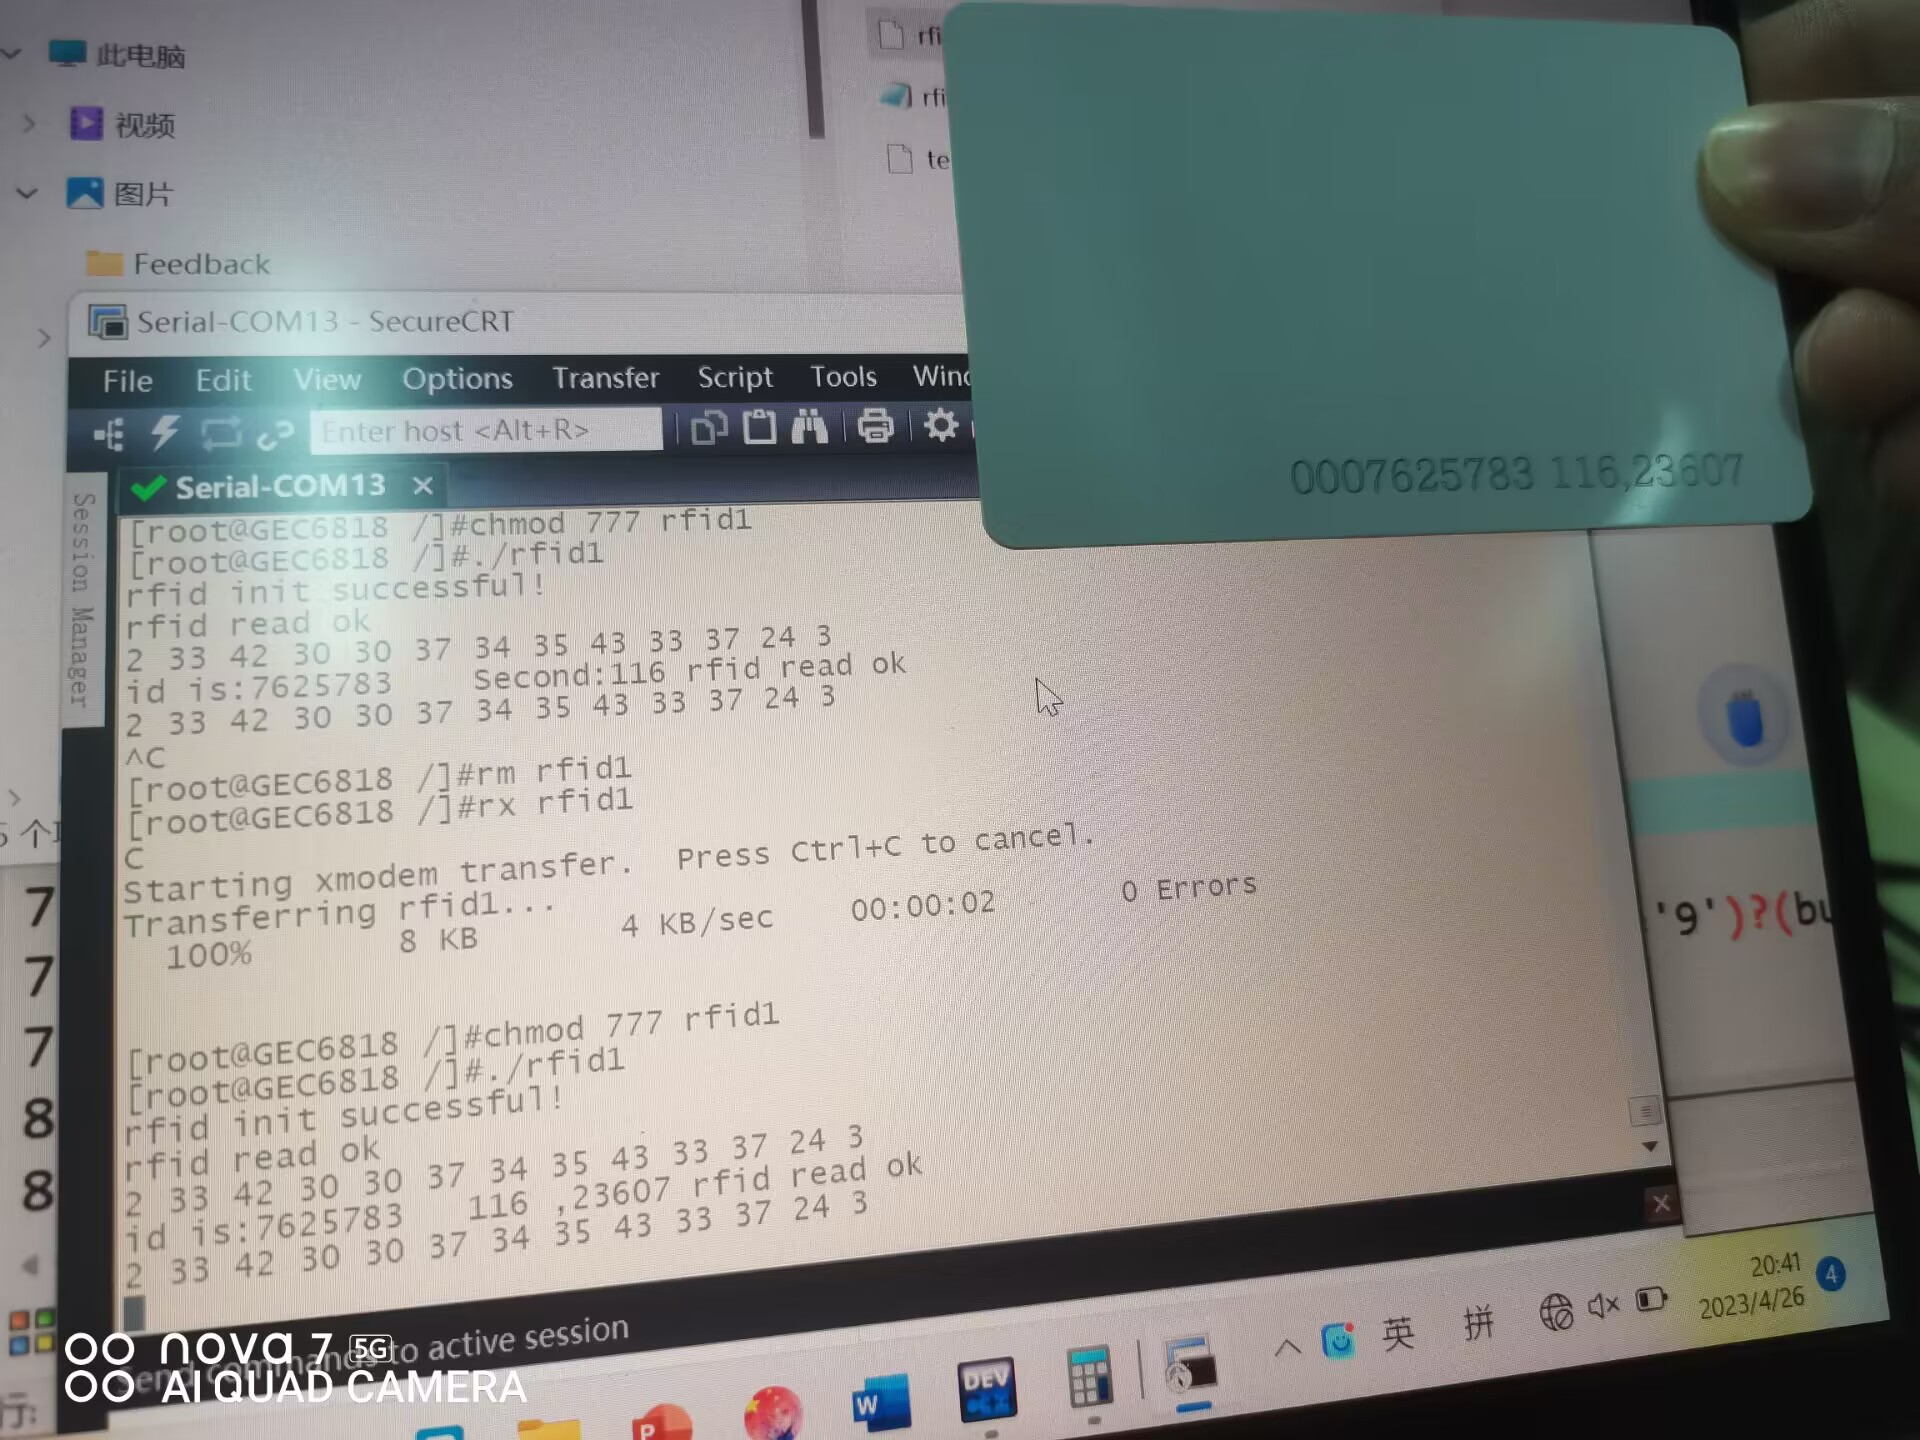 此电脑
视频
图片
Feedback
rfi
rfi
te
Serial-COM13 - SecureCRT
File Edit View Options Transfer Script Tools Wind
Enter host <Alt+R>
Serial-COM13
Session Manager
0007625783 116,23607
[root@GEC6818 /]#chmod 777 rfid1
[root@GEC6818 /]#./rfid1
rfid init successful!
rfid read ok
2 33 42 30 30 37 34 35 43 33 37 24 3
id is:7625783 Second:116 rfid read ok
2 33 42 30 30 37 34 35 43 33 37 24 3
^C
[root@GEC6818 /]#rm rfid1
[root@GEC6818 /]#rx rfid1
C
Starting xmodem transfer. Press Ctrl+C to cancel.
Transferring rfid1...
100% 8 KB 4 KB/sec 00:00:02 0 Errors
[root@GEC6818 /]#chmod 777 rfid1
[root@GEC6818 /]#./rfid1
rfid init successful!
rfid read ok
2 33 42 30 30 37 34 35 43 33 37 24 3
id is:7625783 116 ,23607 rfid read ok
2 33 42 30 30 37 34 35 43 33 37 24 3
'9')?(bu
7
7
7
8
8
Send commands to active session
行:
W
P
DEV
C++
英
拼
20:41
2023/4/26
4
nova 7 5G
AI QUAD CAMERA